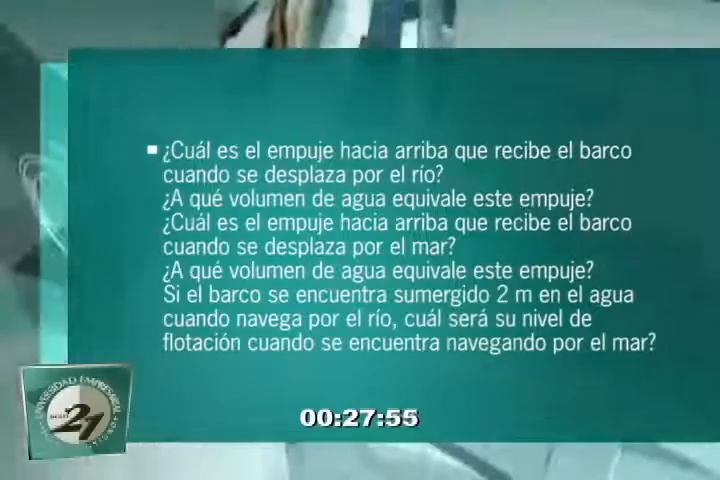 ¿Cuál es el empuje hacia arriba que recibe el barco
cuando se desplaza por el río?
¿A qué volumen de agua equivale este empuje?
¿Cuál es el empuje hacia arriba que recibe el barco
cuando se desplaza por el mar?
¿A qué volumen de agua equivale este empuje?
Si el barco se encuentra sumergido 2 m en el agua
cuando navega por el río, cuál será su nivel de
flotación cuando se encuentra navegando por el mar?
UNIVERSIDAD EMPRESARIAL
SIGLO 21
00:27:55